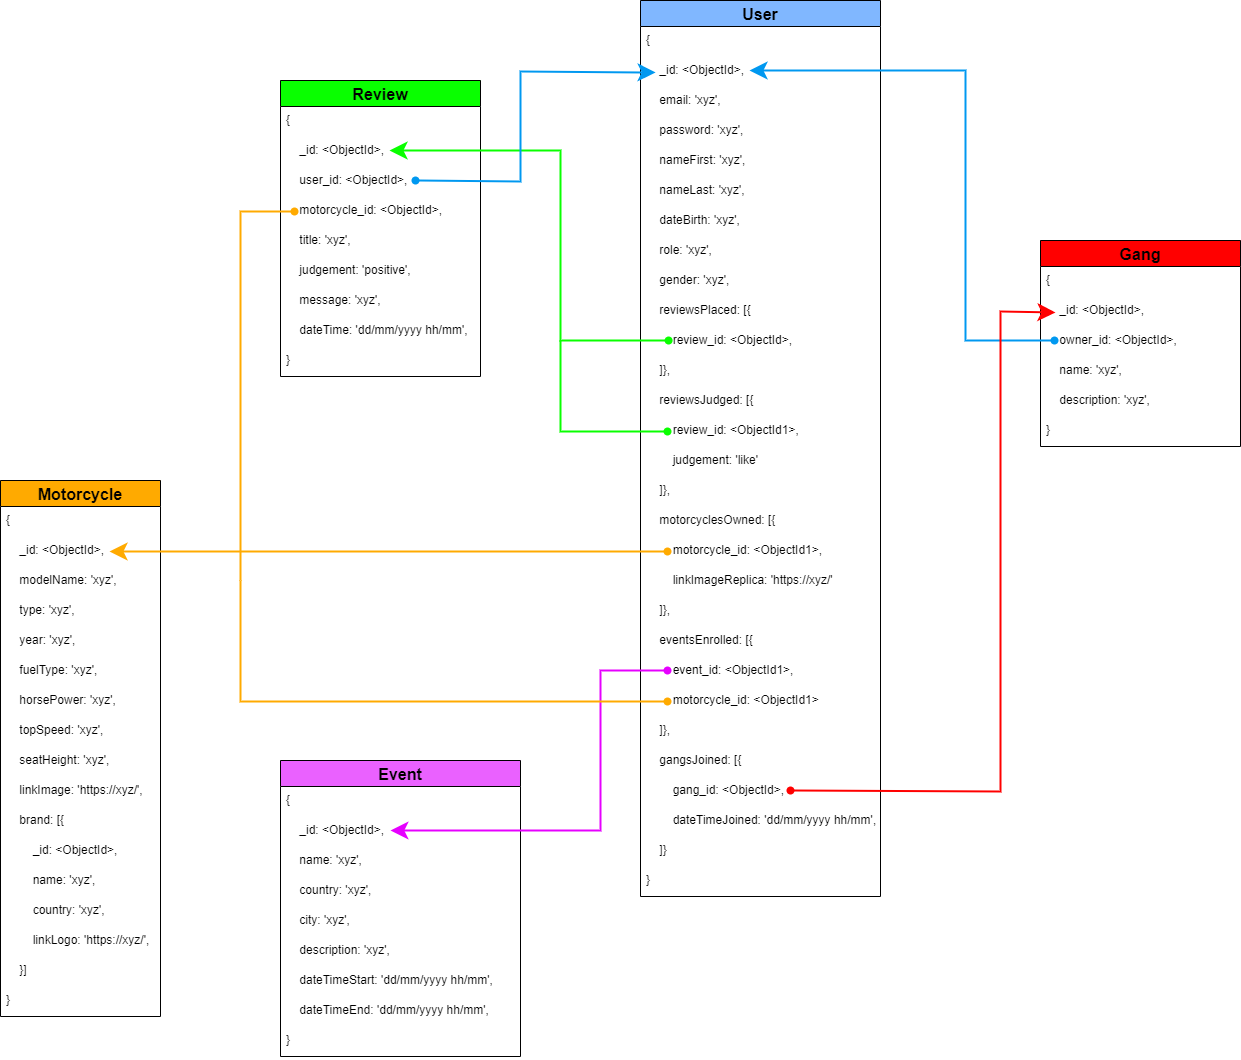 User
{
_id: <ObjectId>,
email: 'xyz',
password: 'xyz',
nameFirst: 'xyz',
nameLast: 'xyz',
dateBirth: 'xyz',
role: 'xyz',
gender: 'xyz',
reviewsPlaced: [{
review_id: <ObjectId>,
]},
reviewsJudged: [{
review_id: <ObjectId1>,
judgement: 'like'
]},
motorcyclesOwned: [{
motorcycle_id: <ObjectId1>,
linkImageReplica: 'https://xyz/'
]},
eventsEnrolled: [{
event_id: <ObjectId1>,
motorcycle_id: <ObjectId1>
]},
gangsJoined: [{
gang_id: <ObjectId>,
dateTimeJoined: 'dd/mm/yyyy hh/mm',
]}
}
Review
{
_id: <ObjectId>,
user_id: <ObjectId>,
motorcycle_id: <ObjectId>,
title: 'xyz',
judgement: 'positive',
message: 'xyz',
dateTime: 'dd/mm/yyyy hh/mm',
}
Gang
{
_id: <ObjectId>,
owner_id: <ObjectId>,
name: 'xyz',
description: 'xyz',
}
Motorcycle
{
_id: <ObjectId>,
modelName: 'xyz',
type: 'xyz',
year: 'xyz',
fuelType: 'xyz',
horsePower: 'xyz',
topSpeed: 'xyz',
seatHeight: 'xyz',
linkImage: 'https://xyz/',
brand: [{
_id: <ObjectId>,
name: 'xyz',
country: 'xyz',
linkLogo: 'https://xyz/',
}]
}
Event
{
_id: <ObjectId>,
name: 'xyz',
country: 'xyz',
city: 'xyz',
description: 'xyz',
dateTimeStart: 'dd/mm/yyyy hh/mm',
dateTimeEnd: 'dd/mm/yyyy hh/mm',
}